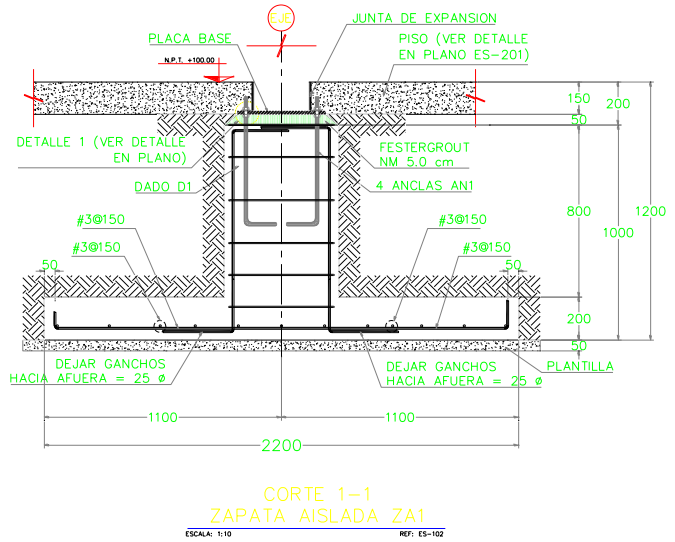 EJE
JUNTA DE EXPANSION
PLACA BASE
PISO (VER DETALLE
EN PLANO ES-201)
N.P.T. +100.00
150
200
50
DETALLE 1 (VER DETALLE
EN PLANO)
FESTERGROUT
NM 5.0 cm
DADO D1
4 ANCLAS AN1
800
1200
1000
#3@150
#3@150
#3@150
#3@150
50
50
200
50
DEJAR GANCHOS
HACIA AFUERA = 25 ø
DEJAR GANCHOS
HACIA AFUERA = 25 ø
PLANTILLA
1100
1100
2200
CORTE 1-1
ZAPATA AISLADA ZA1
ESCALA: 1:10
REF: ES-102